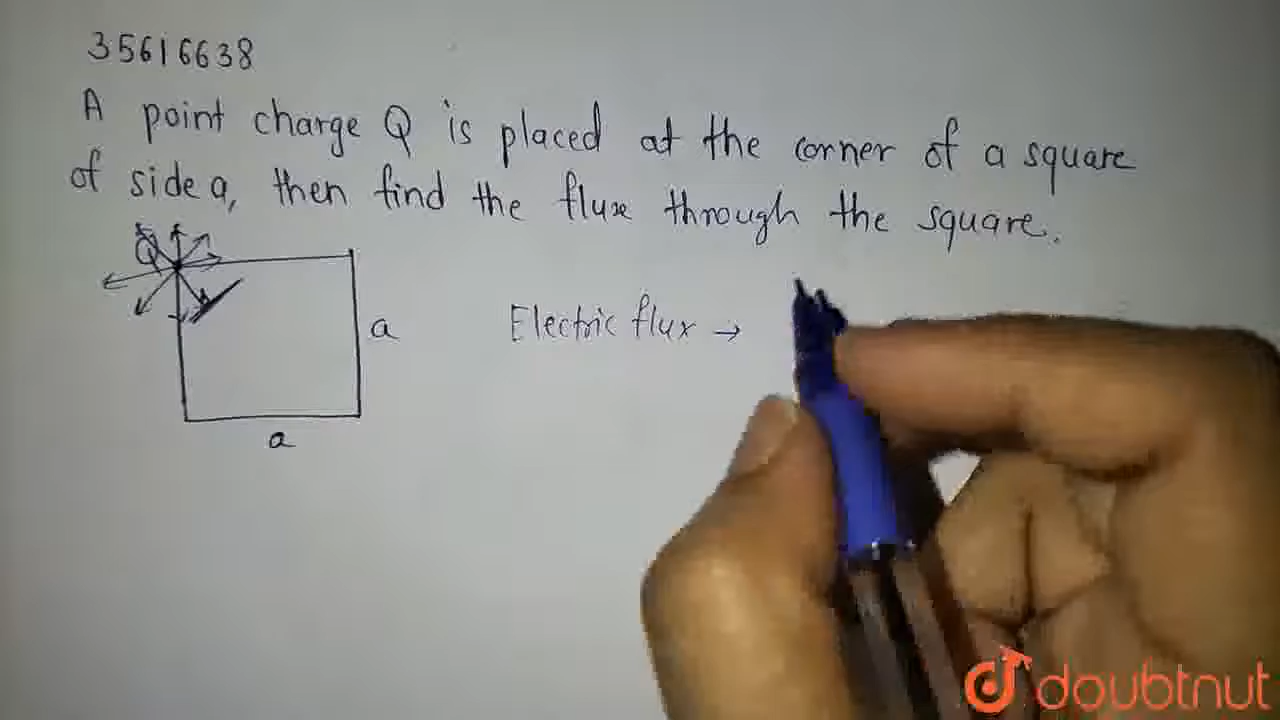 35616638
A point charge Q is placed at the corner of a square
of side a, then find the flux through the square.
Q
a
Electric flux →
a
doubtnut